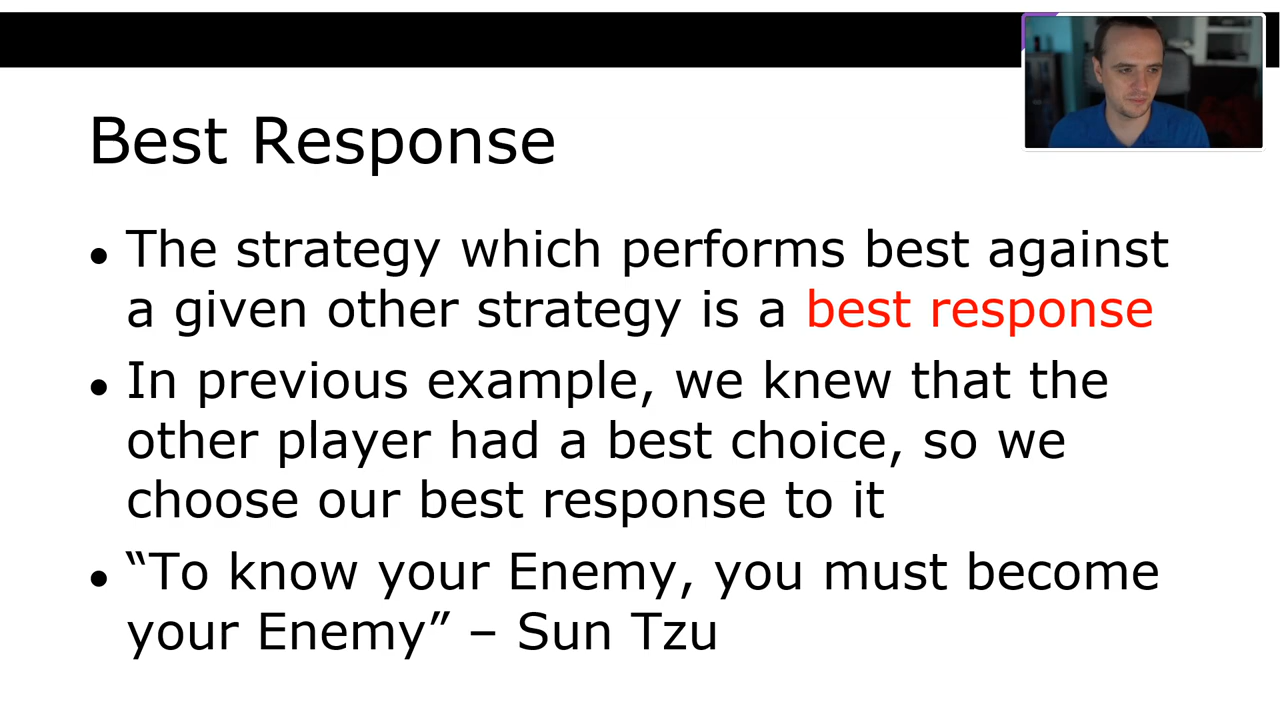 Best Response
• The strategy which performs best against
a given other strategy is a best response
• In previous example, we knew that the
other player had a best choice, so we
choose our best response to it
• “To know your Enemy, you must become
your Enemy” – Sun Tzu